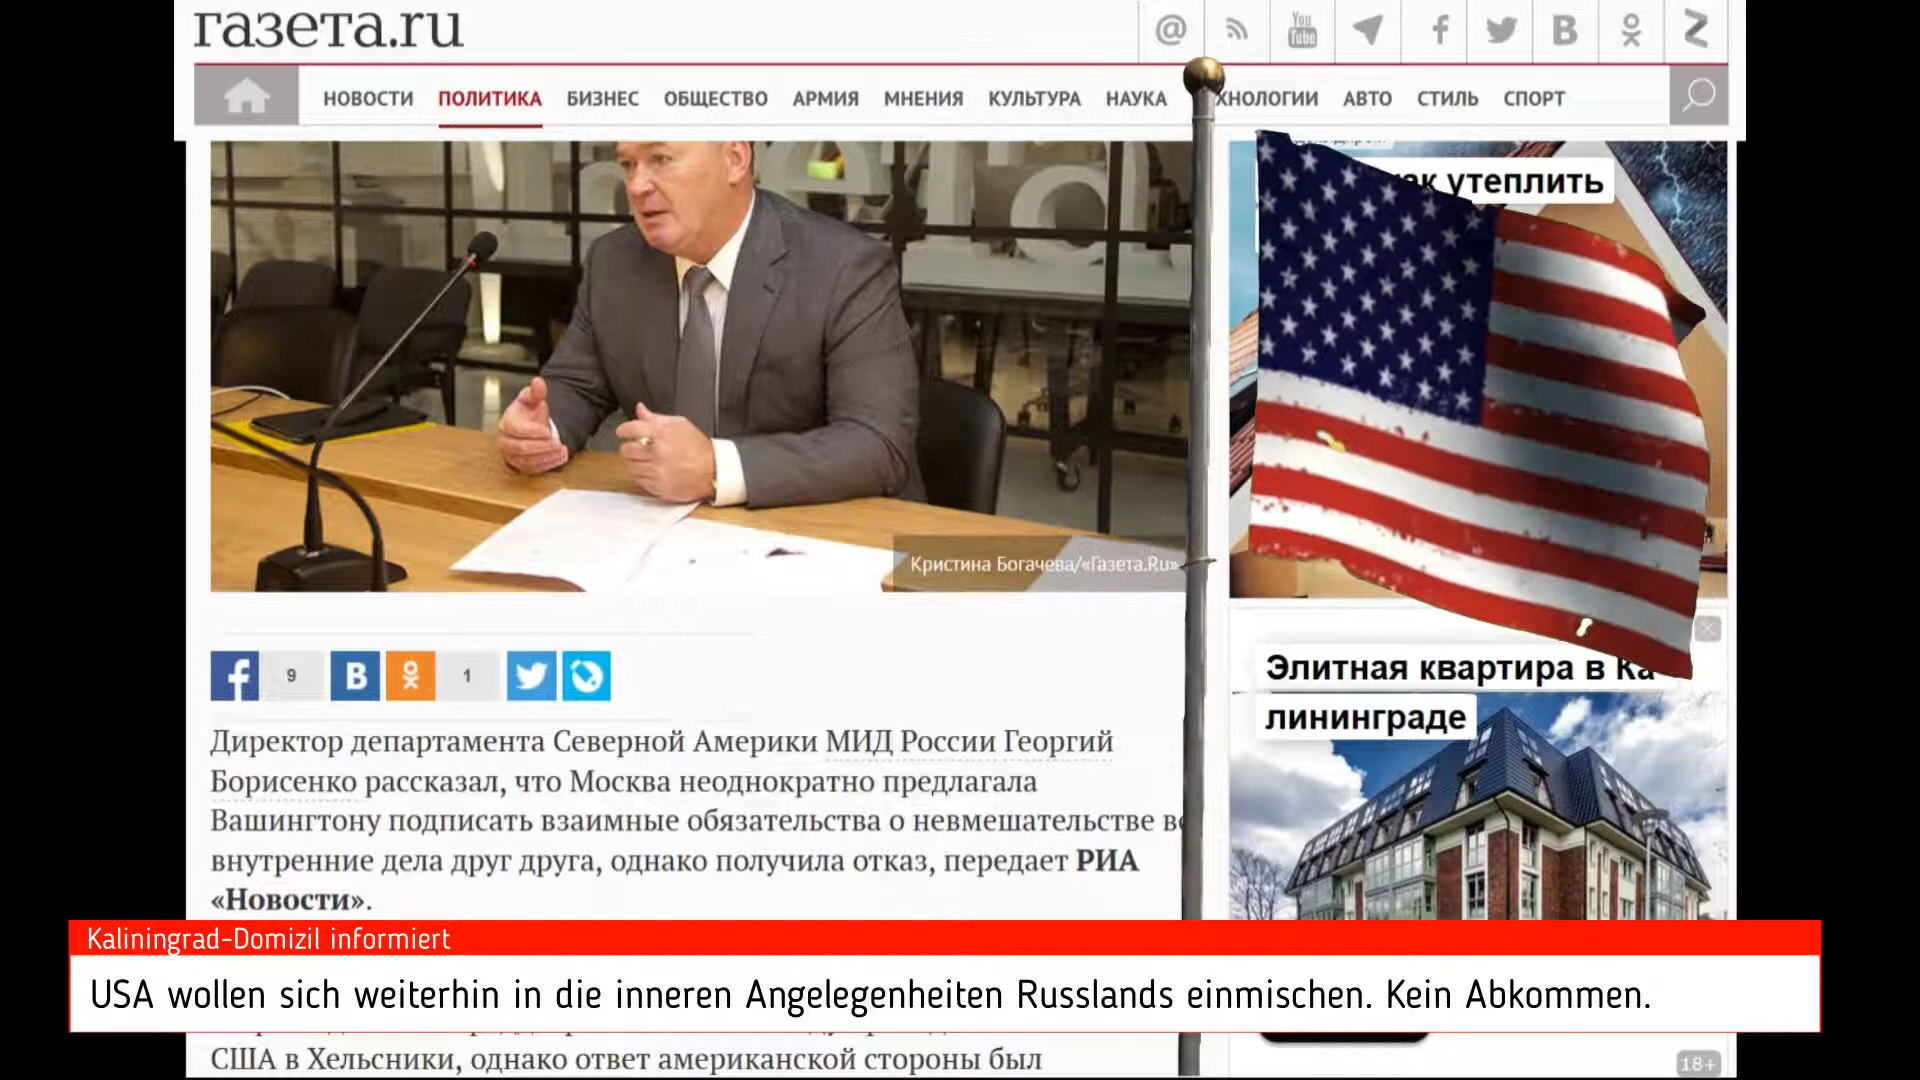 газета.ru
You
Tube
НОВОСТИ ПОЛИТИКА БИЗНЕС ОБЩЕСТВО АРМИЯ МНЕНИЯ КУЛЬТУРА НАУКА ХНОЛОГИИ АВТО СТИЛЬ СПОРТ
ак утеплить
Кристина Богачева/«Газета.Ru»
9 1
Элитная квартира в Ка
лининграде
Директор департамента Северной Америки МИД России Георгий
Борисенко рассказал, что Москва неоднократно предлагала
Вашингтону подписать взаимные обязательства о невмешательстве во
внутренние дела друг друга, однако получила отказ, передает РИА
«Новости».
Kaliningrad-Domizil informiert
USA wollen sich weiterhin in die inneren Angelegenheiten Russlands einmischen. Kein Abkommen.
США в Хельсинки, однако ответ американской стороны был
18+